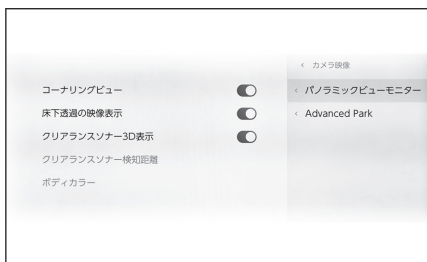 コーナリングビュー
床下透過の映像表示
クリアランスソナー3D表示
クリアランスソナー検知距離
ボディカラー
‹ カメラ映像
‹ パノラミックビューモニター
‹ Advanced Park